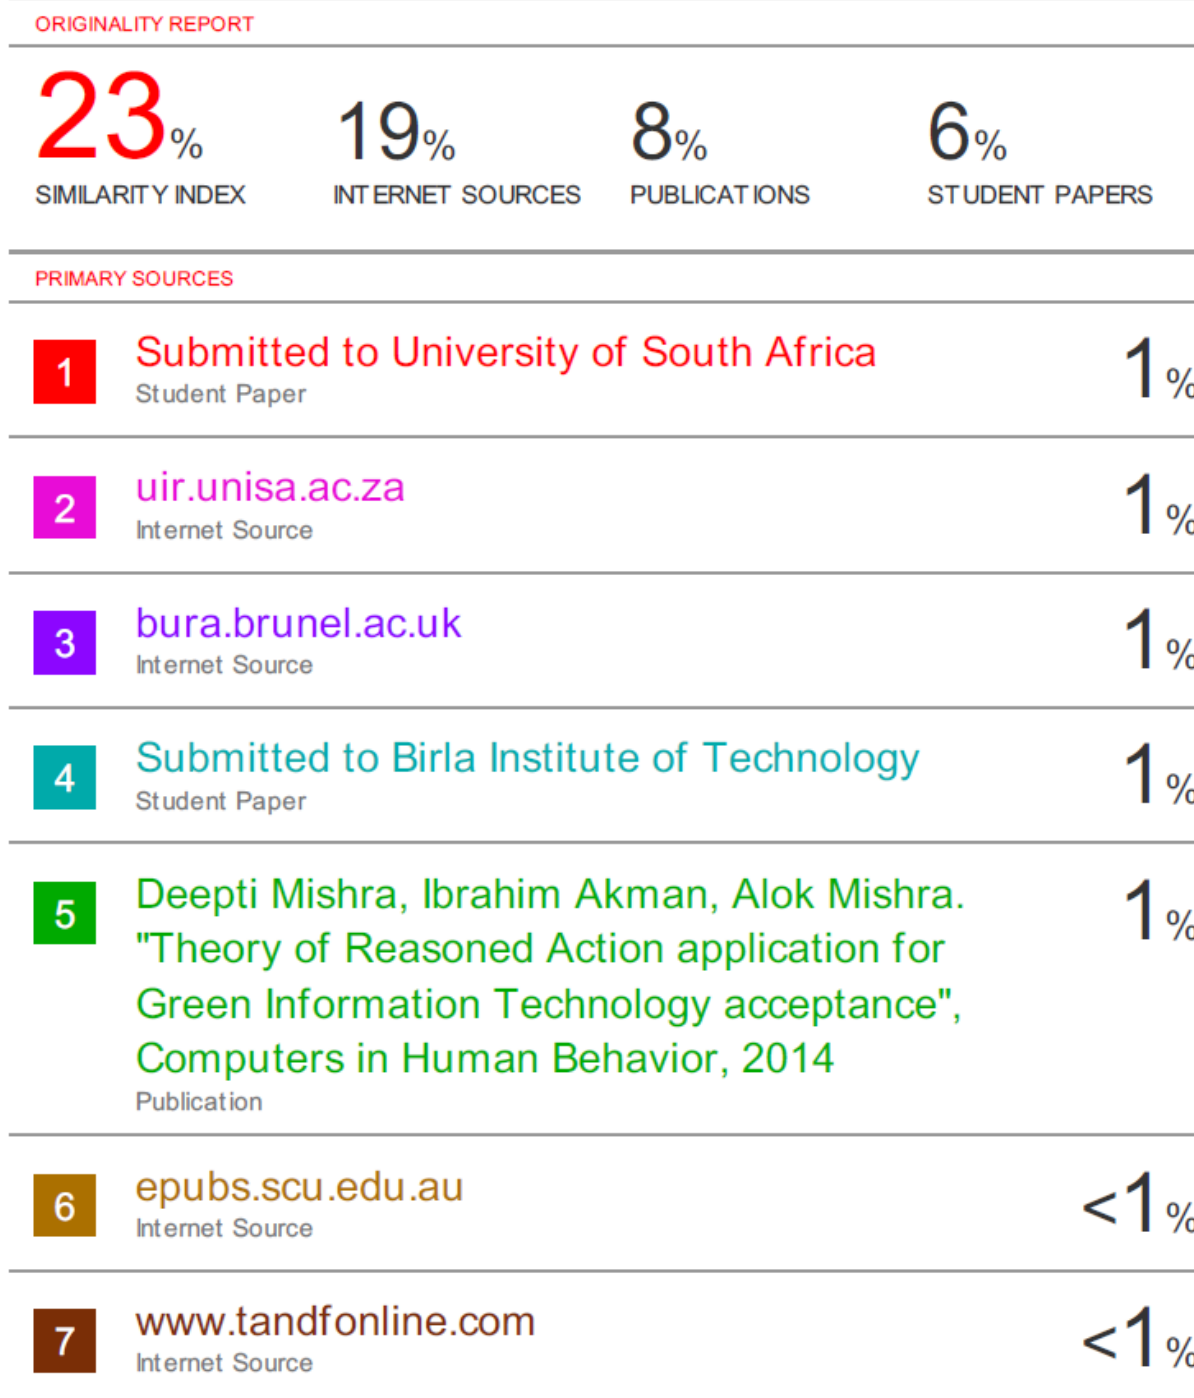 ORIGINALITY REPORT
23% 19% 8% 6%
SIMILARITY INDEX INTERNET SOURCES PUBLICATIONS STUDENT PAPERS
PRIMARY SOURCES
1 Submitted to University of South Africa 1%
Student Paper
2 uir.unisa.ac.za 1%
Internet Source
3 bura.brunel.ac.uk 1%
Internet Source
4 Submitted to Birla Institute of Technology 1%
Student Paper
5 Deepti Mishra, Ibrahim Akman, Alok Mishra. 1%
"Theory of Reasoned Action application for
Green Information Technology acceptance",
Computers in Human Behavior, 2014
Publication
6 epubs.scu.edu.au <1%
Internet Source
7 www.tandfonline.com <1%
Internet Source